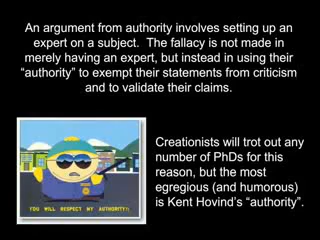 An argument from authority involves setting up an
expert on a subject.  The fallacy is not made in
merely having an expert, but instead in using their
“authority” to exempt their statements from criticism
and to validate their claims.
YOU WILL RESPECT MY AUTHORITY!!
Creationists will trot out any
number of PhDs for this
reason, but the most
egregious (and humorous)
is Kent Hovind’s “authority”.